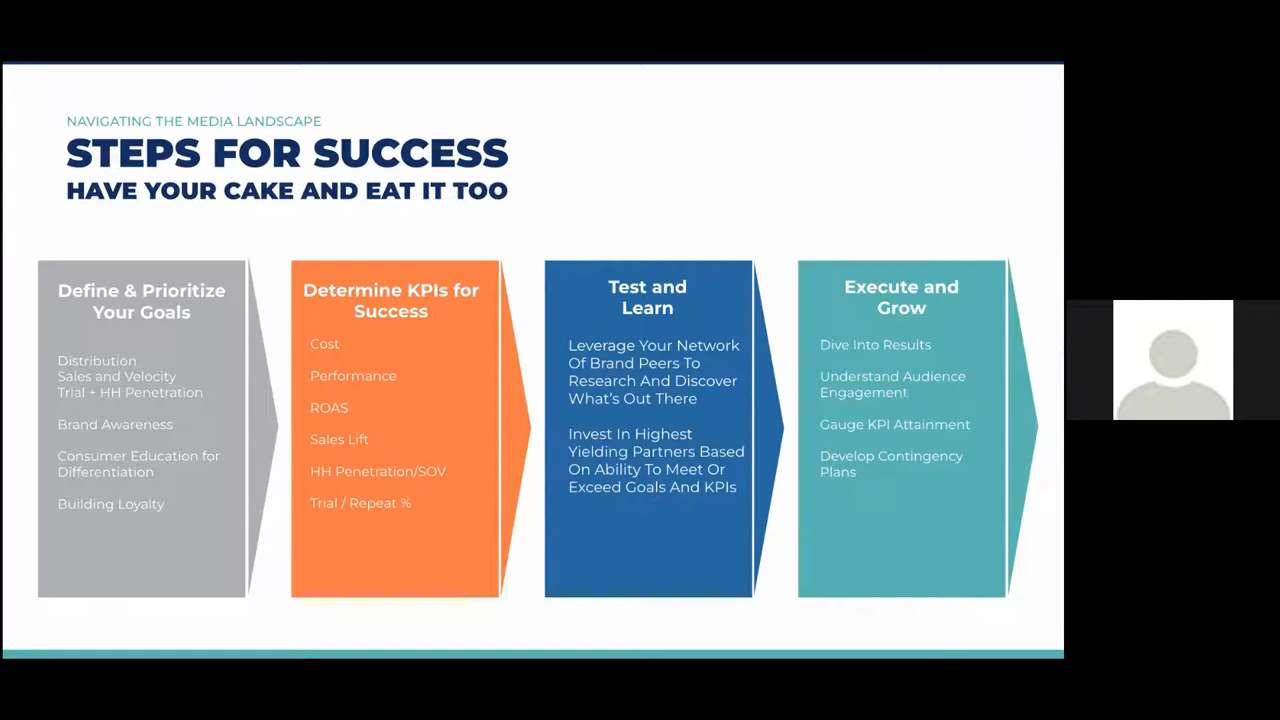 NAVIGATING THE MEDIA LANDSCAPE
STEPS FOR SUCCESS
HAVE YOUR CAKE AND EAT IT TOO
Define & Prioritize
Your Goals
Distribution
Sales and Velocity
Trial + HH Penetration
Brand Awareness
Consumer Education for
Differentiation
Building Loyalty
Determine KPIs for
Success
Cost
Performance
ROAS
Sales Lift
HH Penetration/SOV
Trial / Repeat %
Test and
Learn
Leverage Your Network
Of Brand Peers To
Research And Discover
What's Out There
Invest In Highest
Yielding Partners Based
On Ability To Meet Or
Exceed Goals And KPIs
Execute and
Grow
Dive Into Results
Understand Audience
Engagement
Gauge KPI Attainment
Develop Contingency
Plans